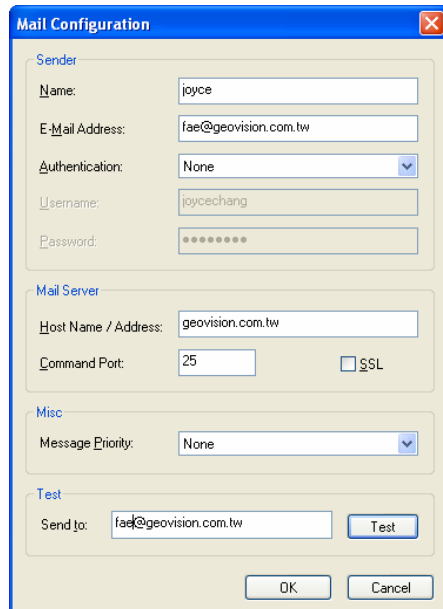 Mail Configuration
Sender
Name: joyce
E-Mail Address: fae@geovision.com.tw
Authentication: None
Username: joycechang
Password: ●●●●●●●●
Mail Server
Host Name / Address: geovision.com.tw
Command Port: 25 SSL
Misc
Message Priority: None
Test
Send to: fae@geovision.com.tw Test
OK Cancel